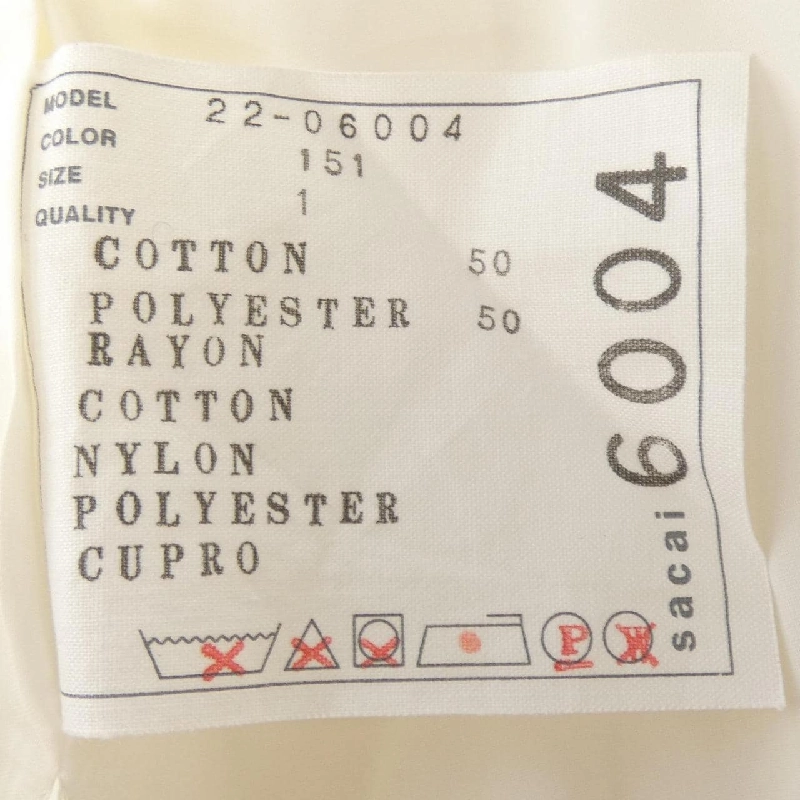 MODEL 22-06004
COLOR 151
SIZE 1
QUALITY
COTTON 50
POLYESTER 50
RAYON
COTTON
NYLON
POLYESTER
CUPRO
P W
sacai 6004